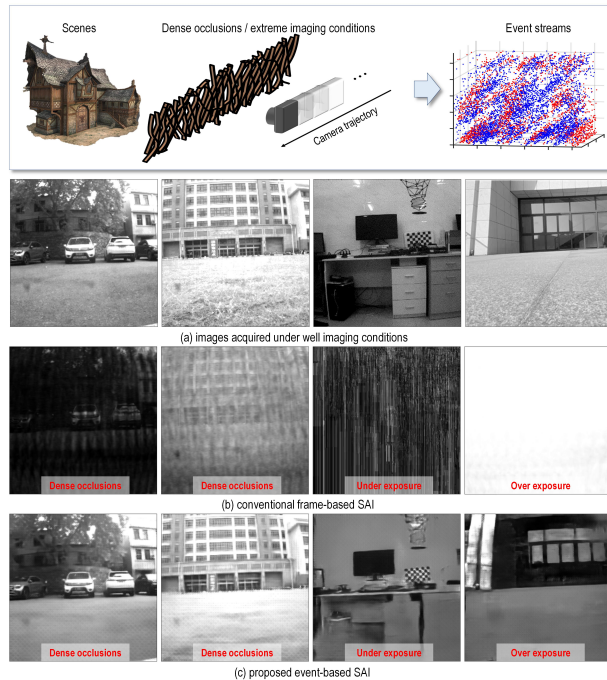 Scenes
Dense occlusions / extreme imaging conditions
Event streams
Camera trajectory
(a) images acquired under well imaging conditions
Dense occlusions
Dense occlusions
Under exposure
Over exposure
(b) conventional frame-based SAI
Dense occlusions
Dense occlusions
Under exposure
Over exposure
(c) proposed event-based SAI